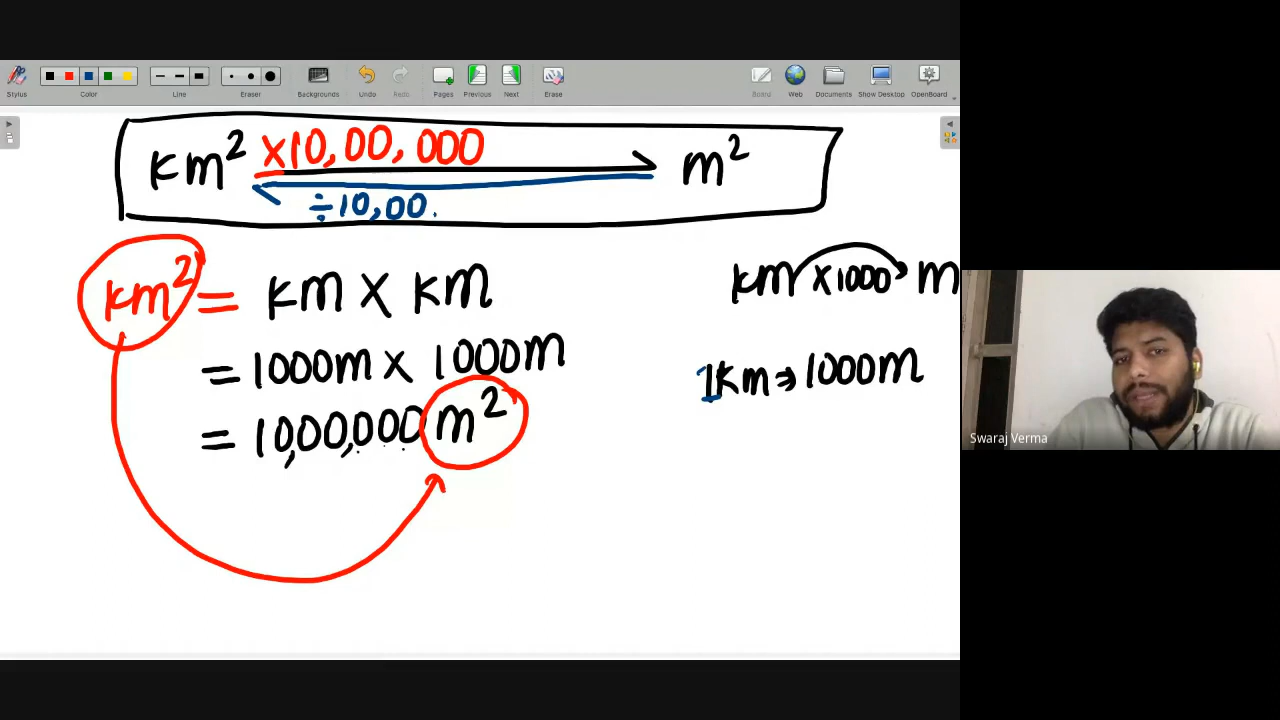 Stylus Color Line Eraser Backgrounds Undo Redo Pages Previous Next Erase Board Web Documents Show Desktop OpenBoard
km² ×10,00,000 m²
÷10,00.
km² = km × km
km ×1000 m
= 1000m × 1000m
1km ⇒ 1000m
= 10,00,000 m²
Swaraj Verma